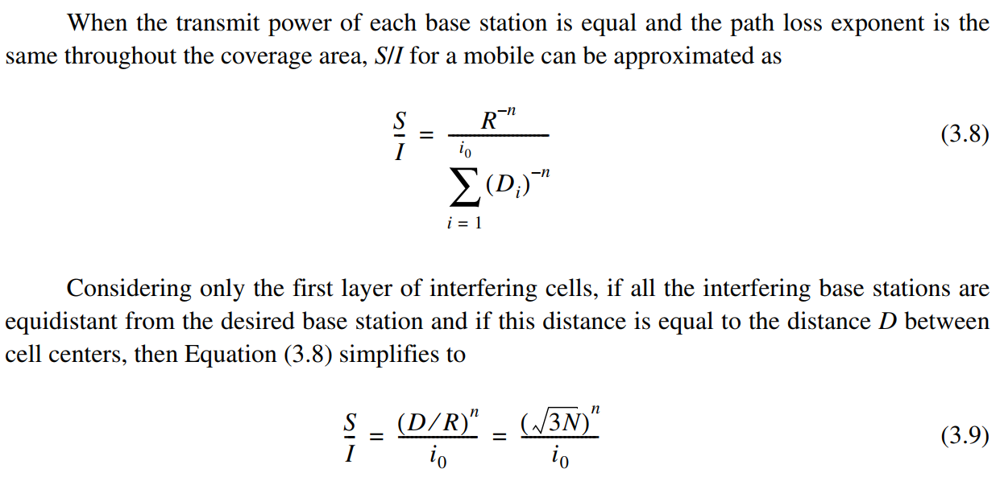 When the transmit power of each base station is equal and the path loss exponent is the
same throughout the coverage area, S/I for a mobile can be approximated as
\frac{S}{I} = \frac{R^{-n}}{\sum_{i = 1}^{i_0} (D_i)^{-n}} (3.8)
Considering only the first layer of interfering cells, if all the interfering base stations are
equidistant from the desired base station and if this distance is equal to the distance D between
cell centers, then Equation (3.8) simplifies to
\frac{S}{I} = \frac{(D/R)^n}{i_0} = \frac{(\sqrt{3N})^n}{i_0} (3.9)